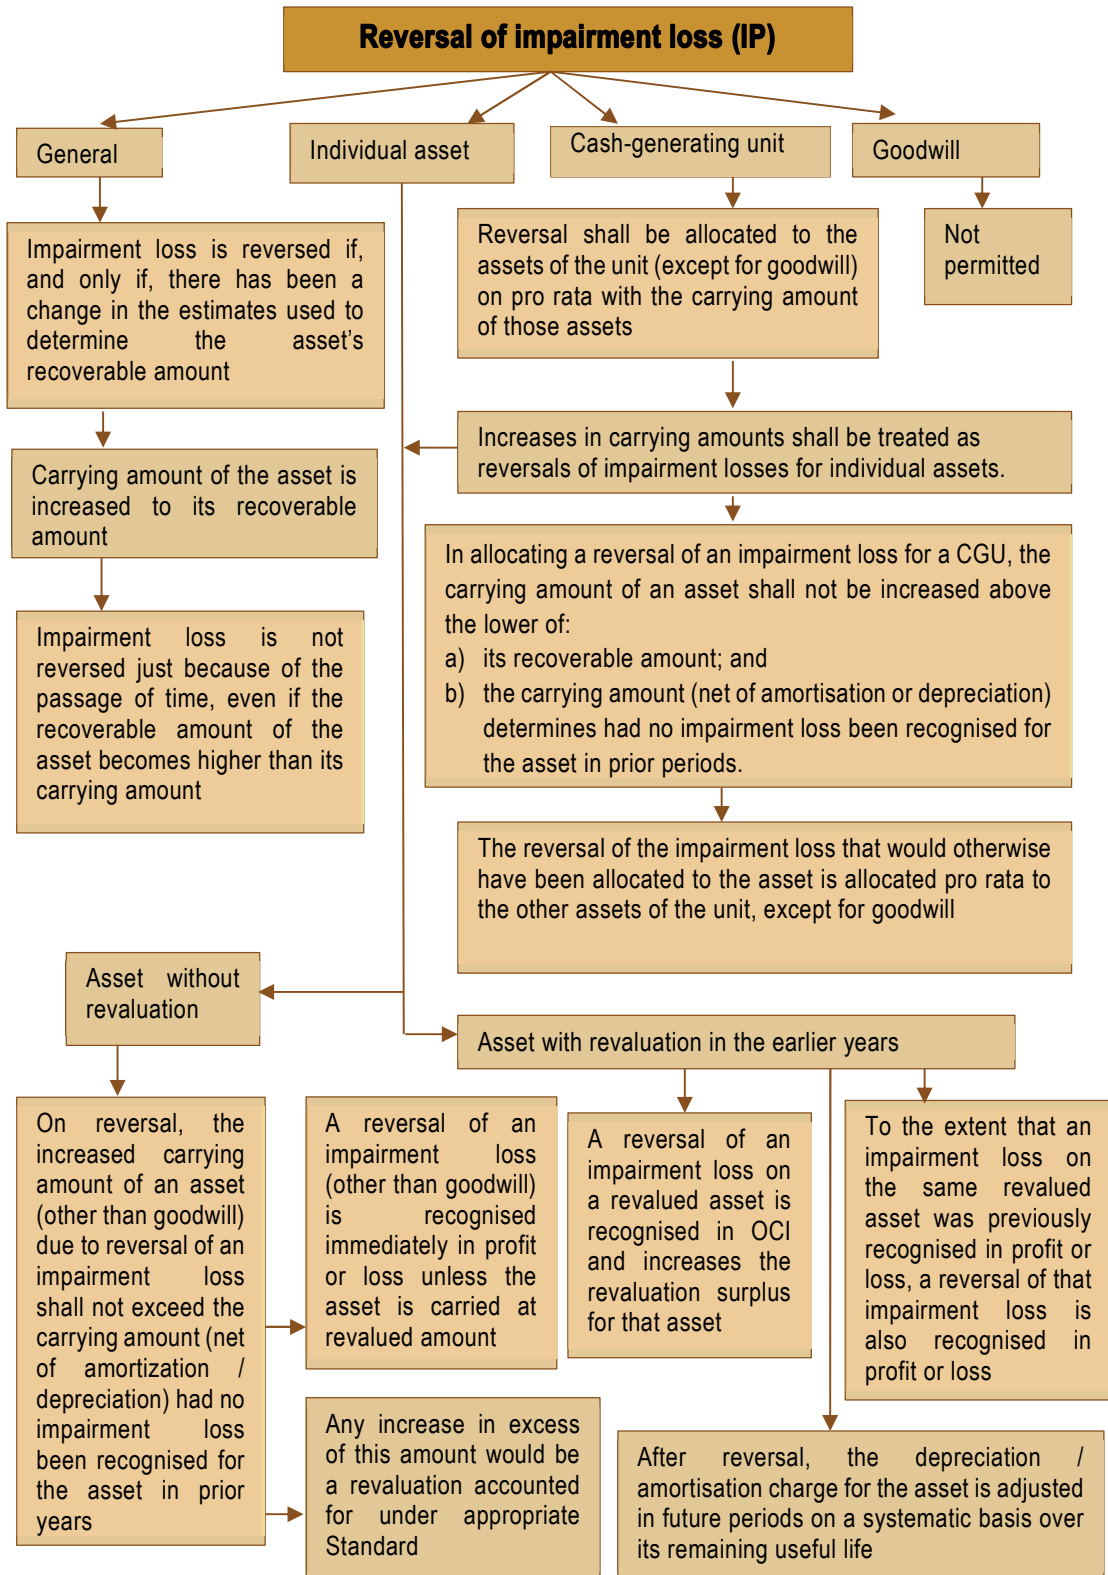 Reversal of impairment loss (IP)
General
Individual asset
Cash-generating unit
Goodwill
Impairment loss is reversed if,
and only if, there has been a
change in the estimates used to
determine the asset's
recoverable amount
Reversal shall be allocated to the
assets of the unit (except for goodwill)
on pro rata with the carrying amount
of those assets
Not
permitted
Carrying amount of the asset is
increased to its recoverable
amount
Increases in carrying amounts shall be treated as
reversals of impairment losses for individual assets.
Impairment loss is not
reversed just because of the
passage of time, even if the
recoverable amount of the
asset becomes higher than its
carrying amount
In allocating a reversal of an impairment loss for a CGU, the
carrying amount of an asset shall not be increased above
the lower of:
a) its recoverable amount; and
b) the carrying amount (net of amortisation or depreciation)
determines had no impairment loss been recognised for
the asset in prior periods.
The reversal of the impairment loss that would otherwise
have been allocated to the asset is allocated pro rata to
the other assets of the unit, except for goodwill
Asset without
revaluation
Asset with revaluation in the earlier years
On reversal, the
increased carrying
amount of an asset
(other than goodwill)
due to reversal of an
impairment loss
shall not exceed the
carrying amount (net
of amortization /
depreciation) had no
impairment loss
been recognised for
the asset in prior
years
A reversal of an
impairment loss
(other than goodwill)
is recognised
immediately in profit
or loss unless the
asset is carried at
revalued amount
A reversal of an
impairment loss on
a revalued asset is
recognised in OCI
and increases the
revaluation surplus
for that asset
To the extent that an
impairment loss on
the same revalued
asset was previously
recognised in profit or
loss, a reversal of that
impairment loss is
also recognised in
profit or loss
Any increase in excess
of this amount would be
a revaluation accounted
for under appropriate
Standard
After reversal, the depreciation /
amortisation charge for the asset is adjusted
in future periods on a systematic basis over
its remaining useful life